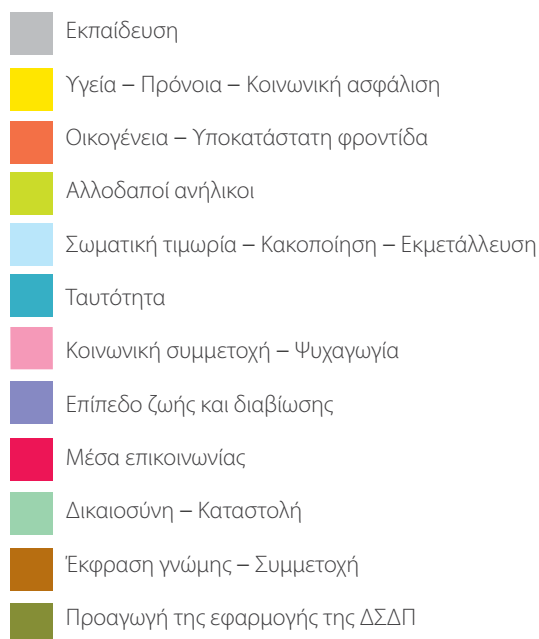 Εκπαίδευση
Υγεία – Πρόνοια – Κοινωνική ασφάλιση
Οικογένεια – Υποκατάστατη φροντίδα
Αλλοδαποί ανήλικοι
Σωματική τιμωρία – Κακοποίηση – Εκμετάλλευση
Ταυτότητα
Κοινωνική συμμετοχή – Ψυχαγωγία
Επίπεδο ζωής και διαβίωσης
Μέσα επικοινωνίας
Δικαιοσύνη – Καταστολή
Έκφραση γνώμης – Συμμετοχή
Προαγωγή της εφαρμογής της ΔΣΔΠ